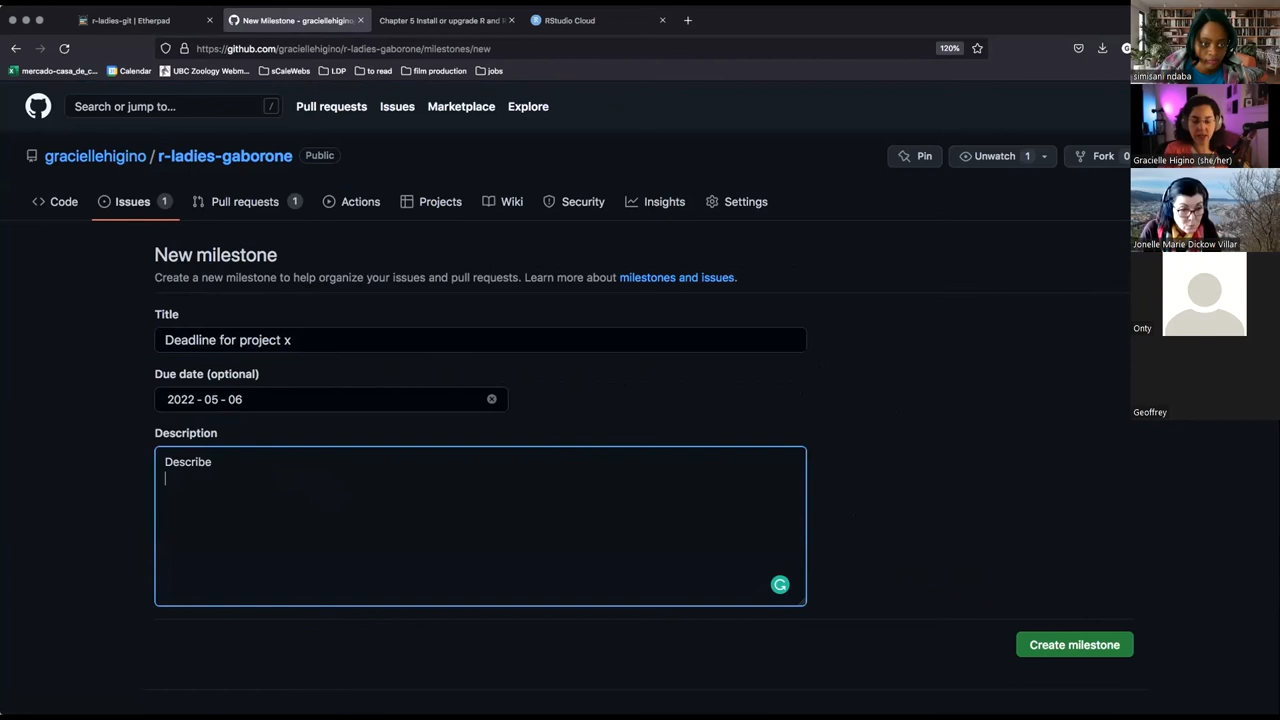 r-ladies-git | Etherpad
New Milestone - graciellehigino
Chapter 5 Install or upgrade R and
RStudio Cloud
https://github.com/graciellehigino/r-ladies-gaborone/milestones/new
120%
mercado-casa_de_c...
Calendar
UBC Zoology Webm...
sCaleWebs
LDP
to read
film production
jobs
Search or jump to...
/
Pull requests
Issues
Marketplace
Explore
graciellehigino / r-ladies-gaborone
Public
Pin
Unwatch 1
Fork 0
Code
Issues 1
Pull requests 1
Actions
Projects
Wiki
Security
Insights
Settings
New milestone
Create a new milestone to help organize your issues and pull requests. Learn more about milestones and issues.
Title
Deadline for project x
Due date (optional)
2022 - 05 - 06
Description
Describe
Create milestone
simisani ndaba
Gracielle Higino (she/her)
Jonelle Marie Dickow Villar
Onty
Geoffrey